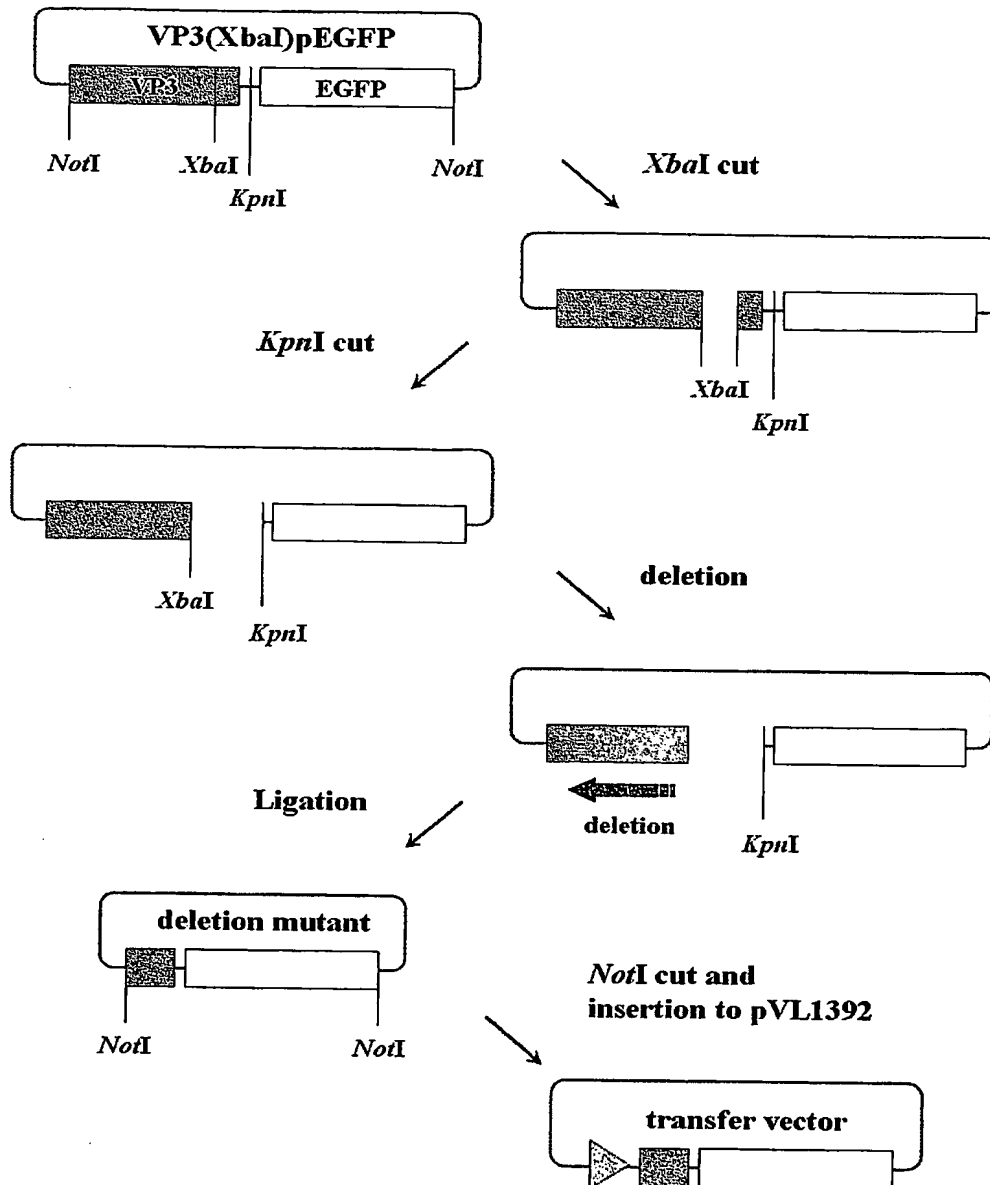 VP3(XbaI)pEGFP
VP3
EGFP
NotI
XbaI
NotI
KpnI
XbaI cut
XbaI
KpnI
KpnI cut
XbaI
KpnI
deletion
deletion
KpnI
Ligation
deletion mutant
NotI
NotI
NotI cut and
insertion to pVL1392
transfer vector